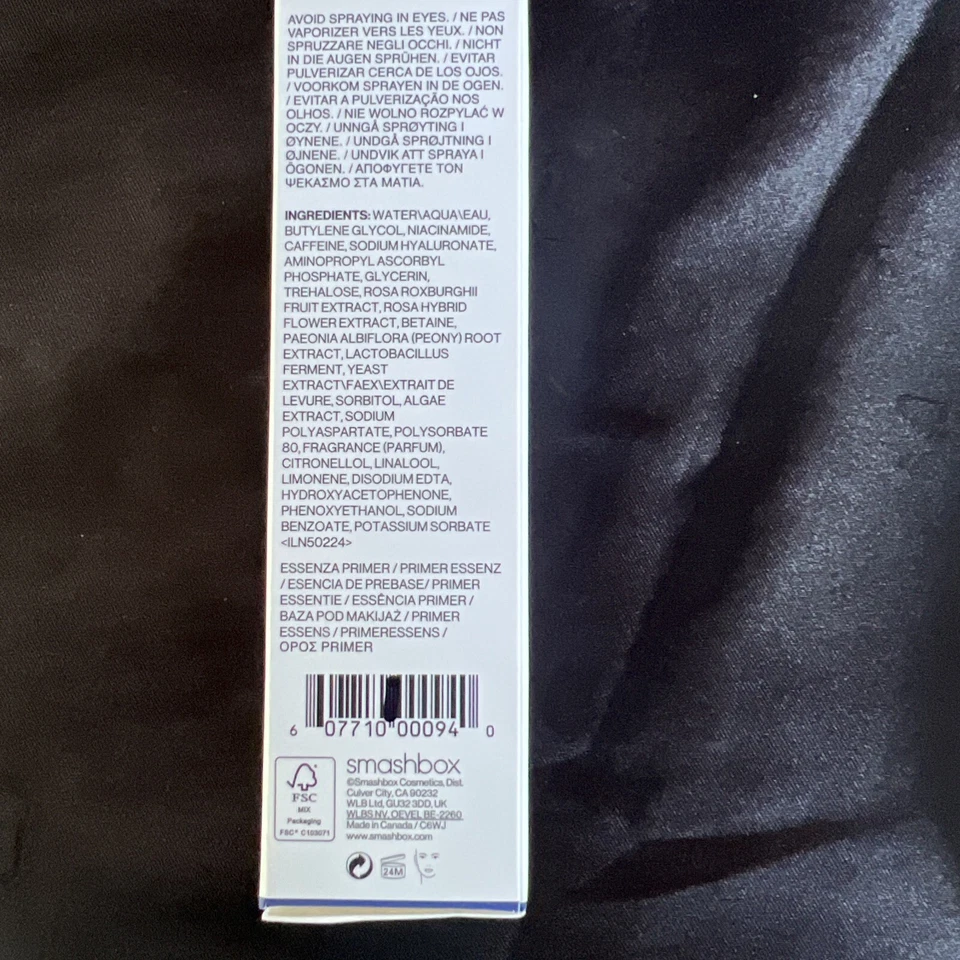 AVOID SPRAYING IN EYES. / NE PAS
VAPORIZER VERS LES YEUX. / NON
SPRUZZARE NEGLI OCCHI. / NICHT
IN DIE AUGEN SPRÜHEN. / EVITAR
PULVERIZAR CERCA DE LOS OJOS.
/ VOORKOM SPRAYEN IN DE OGEN.
/ EVITAR A PULVERIZAÇÃO NOS
OLHOS. / NIE WOLNO ROZPYLAĆ W
OCZY. / UNNGÅ SPRØYTING I
ØYNENE. / UNDGÅ SPRØJTNING I
ØJNENE. / UNDVIK ATT SPRAYA I
ÖGONEN. / ΑΠΟΦΥΓΕΤΕ ΤΟΝ
ΨΕΚΑΣΜΟ ΣΤΑ ΜΑΤΙΑ.
INGREDIENTS: WATER\AQUA\EAU,
BUTYLENE GLYCOL, NIACINAMIDE,
CAFFEINE, SODIUM HYALURONATE,
AMINOPROPYL ASCORBYL
PHOSPHATE, GLYCERIN,
TREHALOSE, ROSA ROXBURGHII
FRUIT EXTRACT, ROSA HYBRID
FLOWER EXTRACT, BETAINE,
PAEONIA ALBIFLORA (PEONY) ROOT
EXTRACT, LACTOBACILLUS
FERMENT, YEAST
EXTRACT\FAEX\EXTRAIT DE
LEVURE, SORBITOL, ALGAE
EXTRACT, SODIUM
POLYASPARTATE, POLYSORBATE
80, FRAGRANCE (PARFUM),
CITRONELLOL, LINALOOL,
LIMONENE, DISODIUM EDTA,
HYDROXYACETOPHENONE,
PHENOXYETHANOL, SODIUM
BENZOATE, POTASSIUM SORBATE
<ILN50224>
ESSENZA PRIMER / PRIMER ESSENZ
/ ESENCIA DE PREBASE/ PRIMER
ESSENTIE / ESSÊNCIA PRIMER /
BAZA POD MAKIJAŻ / PRIMER
ESSENS / PRIMERESSENS /
ΟΡΟΣ PRIMER
6 07710 00094 0
FSC
MIX
Packaging
FSC® C103071
smashbox
©Smashbox Cosmetics, Dist.
Culver City, CA 90232
WLB Ltd, GU32 3DD, UK
WLBS NV, OEVEL BE-2260
Made in Canada / C6WJ
www.smashbox.com
24M